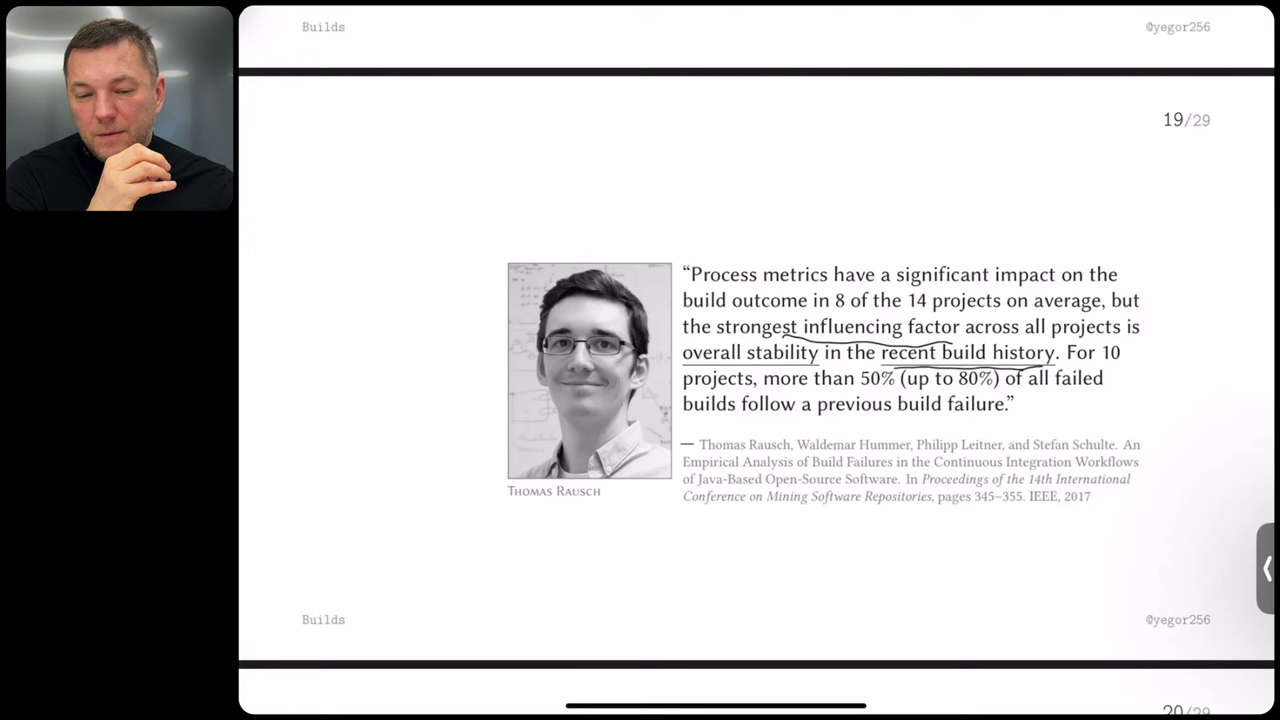 Builds
@yegor256
19/29
“Process metrics have a significant impact on the
build outcome in 8 of the 14 projects on average, but
the strongest influencing factor across all projects is
overall stability in the recent build history. For 10
projects, more than 50% (up to 80%) of all failed
builds follow a previous build failure.”
— Thomas Rausch, Waldemar Hummer, Philipp Leitner, and Stefan Schulte. An
Empirical Analysis of Build Failures in the Continuous Integration Workflows
of Java-Based Open-Source Software. In Proceedings of the 14th International
Conference on Mining Software Repositories, pages 345–355. IEEE, 2017
Thomas Rausch
Builds
@yegor256
20/29